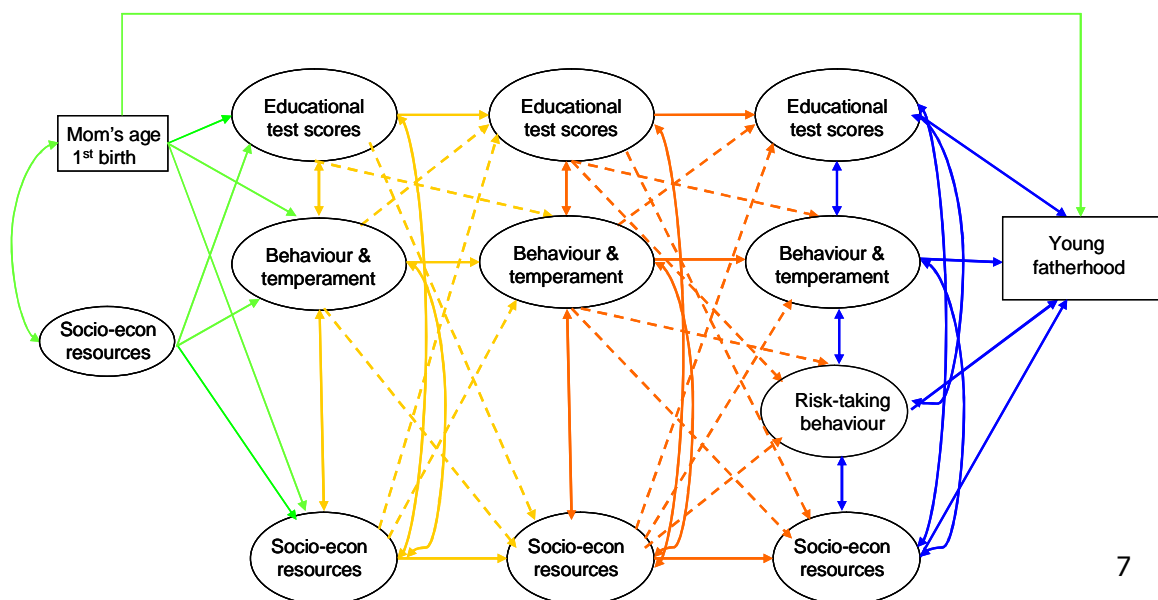 Educational
test scores
Educational
test scores
Educational
test scores
Mom's age
1st birth
Behaviour &
temperament
Behaviour &
temperament
Behaviour &
temperament
Young
fatherhood
Socio-econ
resources
Risk-taking
behaviour
Socio-econ
resources
Socio-econ
resources
Socio-econ
resources
7